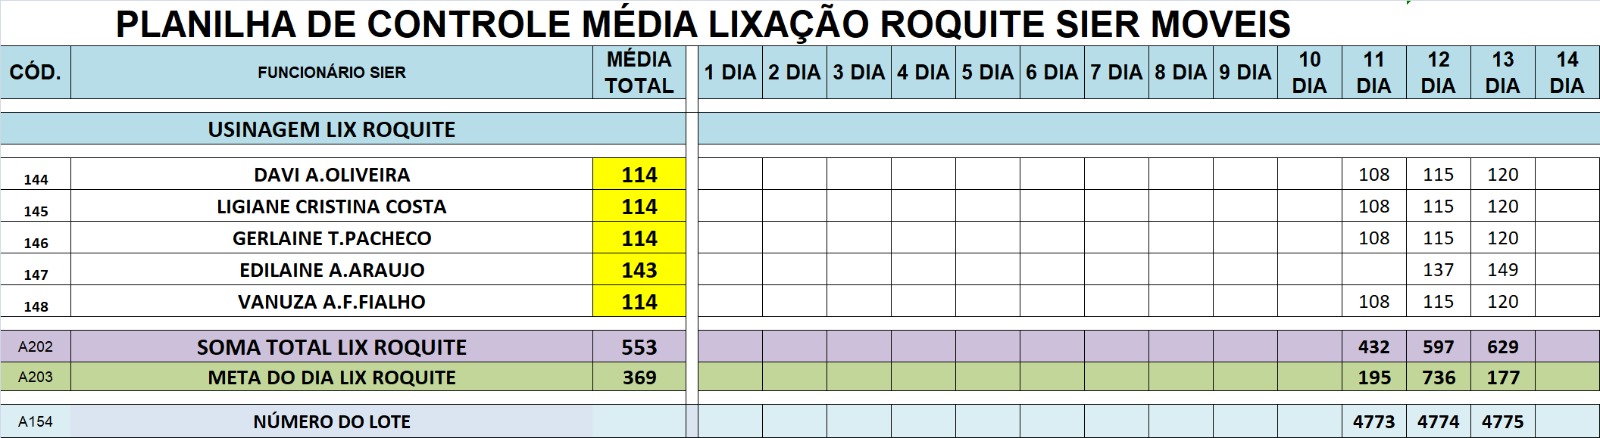 PLANILHA DE CONTROLE MÉDIA LIXAÇÃO ROQUITE SIER MOVEIS
CÓD. FUNCIONÁRIO SIER MÉDIA TOTAL 1 DIA 2 DIA 3 DIA 4 DIA 5 DIA 6 DIA 7 DIA 8 DIA 9 DIA 10 DIA 11 DIA 12 DIA 13 DIA 14 DIA
USINAGEM LIX ROQUITE
144 DAVI A.OLIVEIRA 114 108 115 120
145 LIGIANE CRISTINA COSTA 114 108 115 120
146 GERLAINE T.PACHECO 114 108 115 120
147 EDILAINE A.ARAUJO 143 137 149
148 VANUZA A.F.FIALHO 114 108 115 120
A202 SOMA TOTAL LIX ROQUITE 553 432 597 629
A203 META DO DIA LIX ROQUITE 369 195 736 177
A154 NÚMERO DO LOTE 4773 4774 4775